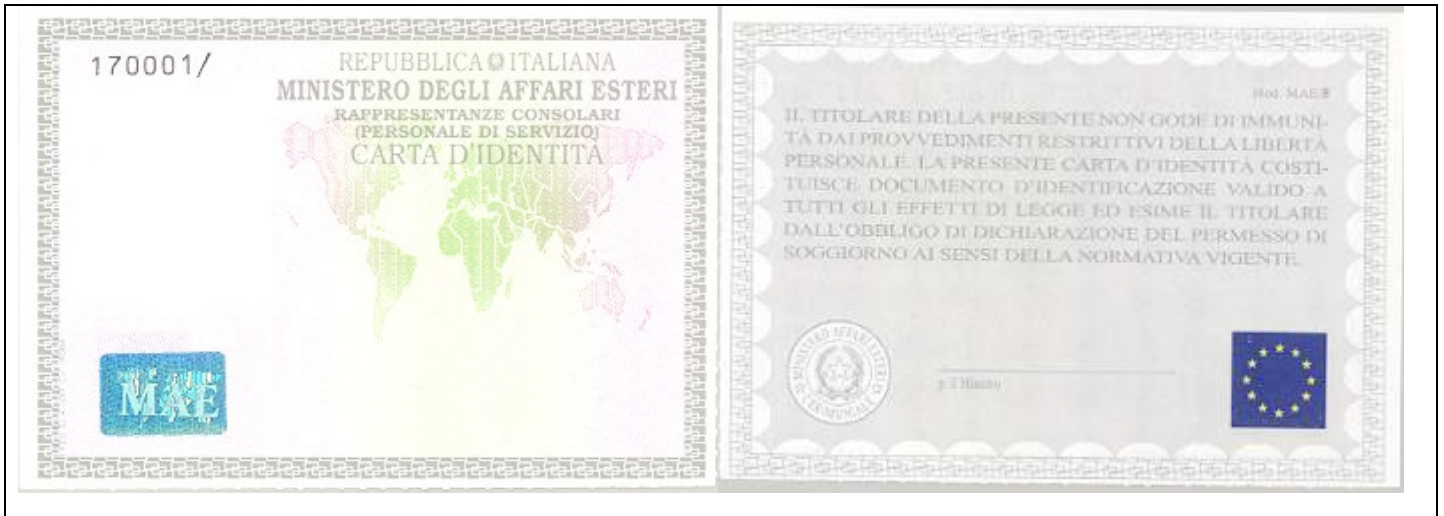 170001/
REPUBBLICA ITALIANA
MINISTERO DEGLI AFFARI ESTERI
RAPPRESENTANZE CONSOLARI
(PERSONALE DI SERVIZIO)
CARTA D'IDENTITÀ
MAE
Mod. MAE 8
IL TITOLARE DELLA PRESENTE NON GODE DI IMMUNI-
TÀ DAI PROVVEDIMENTI RESTRITTIVI DELLA LIBERTÀ
PERSONALE. LA PRESENTE CARTA D'IDENTITÀ COSTI-
TUISCE DOCUMENTO D'IDENTIFICAZIONE VALIDO A
TUTTI GLI EFFETTI DI LEGGE ED ESIME IL TITOLARE
DALL'OBBLIGO DI DICHIARAZIONE DEL PERMESSO DI
SOGGIORNO AI SENSI DELLA NORMATIVA VIGENTE.
p. il Ministro